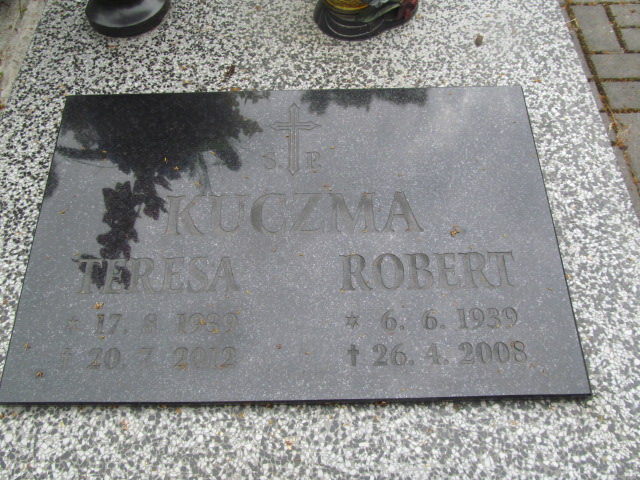 Ś P.
KUCZMA
TERESA ROBERT
* 17. 8. 1939 * 6. 6. 1939
† 20. 7. 2012 † 26. 4. 2008